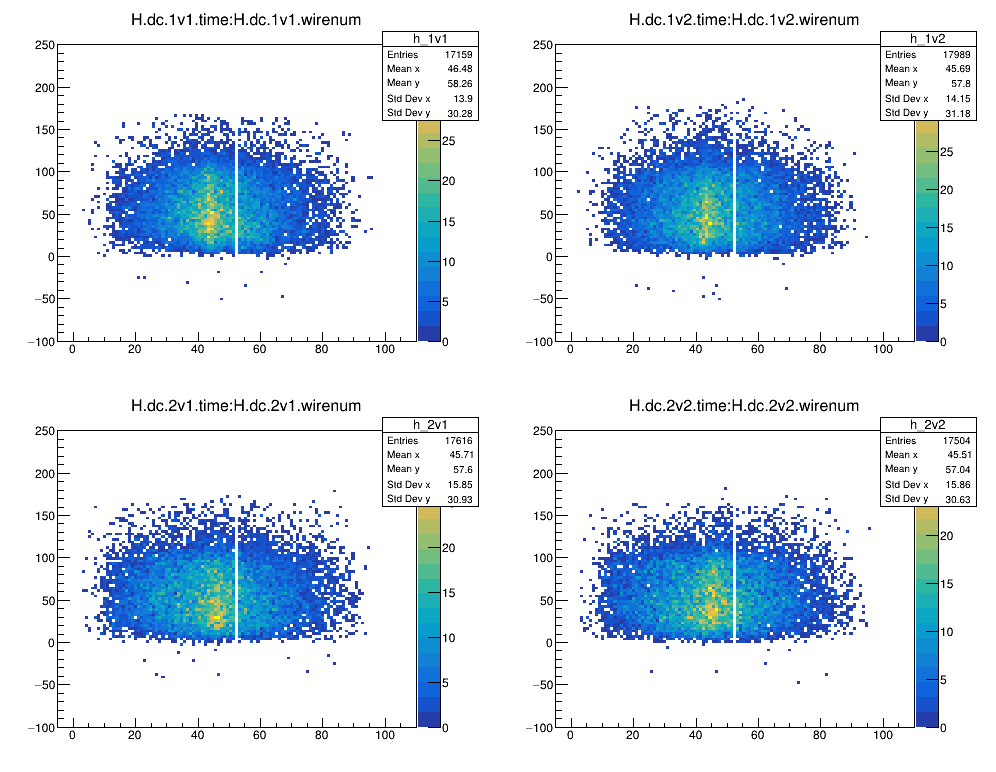 H.dc.1v1.time:H.dc.1v1.wirenum
h_1v1
Entries 17159
Mean x 46.48
Mean y 58.26
Std Dev x 13.9
Std Dev y 30.28
250
200
150
100
50
0
−50
−100
0 20 40 60 80 100
25
20
15
10
5
0
H.dc.1v2.time:H.dc.1v2.wirenum
h_1v2
Entries 17989
Mean x 45.69
Mean y 57.8
Std Dev x 14.15
Std Dev y 31.18
250
200
150
100
50
0
−50
−100
0 20 40 60 80 100
25
20
15
10
5
0
H.dc.2v1.time:H.dc.2v1.wirenum
h_2v1
Entries 17616
Mean x 45.71
Mean y 57.6
Std Dev x 15.85
Std Dev y 30.93
250
200
150
100
50
0
−50
−100
0 20 40 60 80 100
20
15
10
5
0
H.dc.2v2.time:H.dc.2v2.wirenum
h_2v2
Entries 17504
Mean x 45.51
Mean y 57.04
Std Dev x 15.86
Std Dev y 30.63
250
200
150
100
50
0
−50
−100
0 20 40 60 80 100
20
15
10
5
0